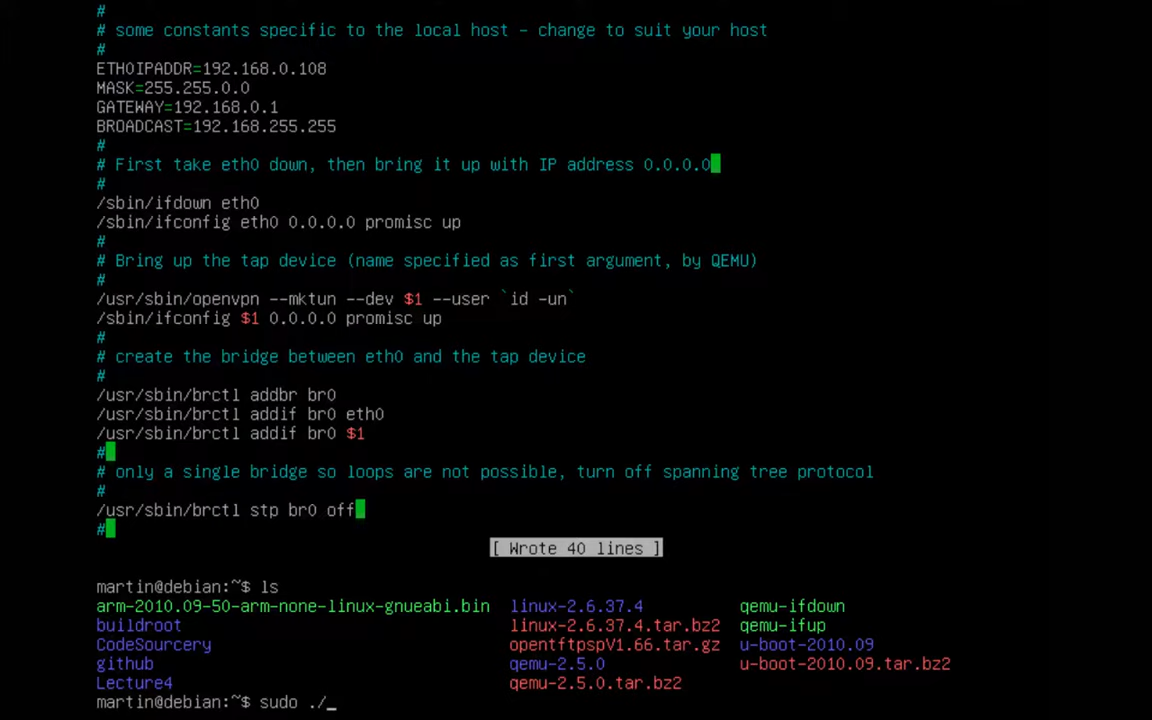 #
# some constants specific to the local host - change to suit your host
#
ETH0IPADDR=192.168.0.108
MASK=255.255.0.0
GATEWAY=192.168.0.1
BROADCAST=192.168.255.255
#
# First take eth0 down, then bring it up with IP address 0.0.0.0
#
/sbin/ifdown eth0
/sbin/ifconfig eth0 0.0.0.0 promisc up
#
# Bring up the tap device (name specified as first argument, by QEMU)
#
/usr/sbin/openvpn --mktun --dev $1 --user `id -un`
/sbin/ifconfig $1 0.0.0.0 promisc up
#
# create the bridge between eth0 and the tap device
#
/usr/sbin/brctl addbr br0
/usr/sbin/brctl addif br0 eth0
/usr/sbin/brctl addif br0 $1
#
# only a single bridge so loops are not possible, turn off spanning tree protocol
#
/usr/sbin/brctl stp br0 off
#
[ Wrote 40 lines ]
martin@debian:~$ ls
arm-2010.09-50-arm-none-linux-gnueabi.bin linux-2.6.37.4 qemu-ifdown
buildroot linux-2.6.37.4.tar.bz2 qemu-ifup
CodeSourcery opentftpspV1.66.tar.gz u-boot-2010.09
github qemu-2.5.0 u-boot-2010.09.tar.bz2
Lecture4 qemu-2.5.0.tar.bz2
martin@debian:~$ sudo ./_